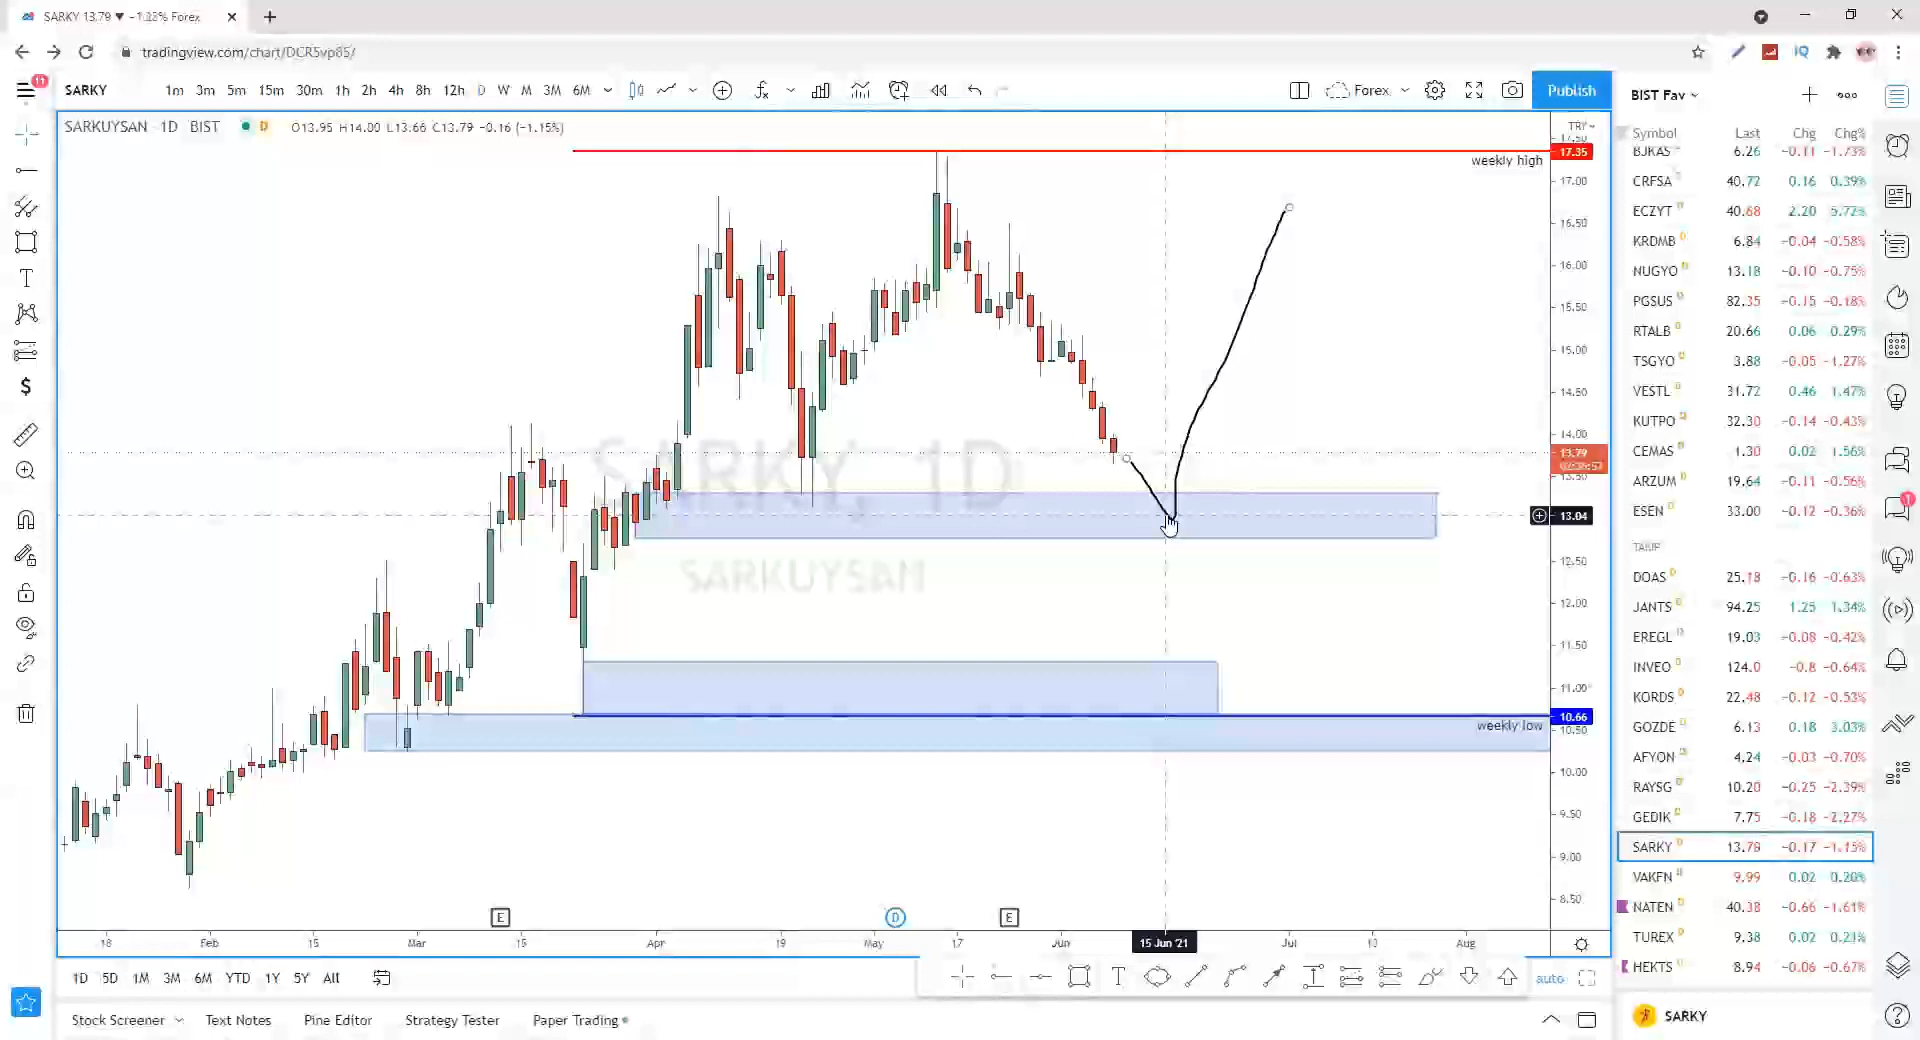 SARKY 13.79 ▼ −1.23% Forex
tradingview.com/chart/DCR5vp85/
11
SARKY 1m 3m 5m 15m 30m 1h 2h 4h 8h 12h D W M 3M 6M
Forex
Publish
BIST Fav
SARKUYSAN 1D BIST D O13.95 H14.00 L13.66 C13.79 −0.16 (−1.15%)
TRY
Symbol Last Chg Chg%
BJKAS 6.26 −0.11 −1.73%
CRFSA 40.72 0.16 0.39%
ECZYT 40.68 2.20 5.72%
KRDMB 6.84 −0.04 −0.58%
NUGYO 13.18 −0.10 −0.75%
PGSUS 82.35 −0.15 −0.18%
RTALB 20.66 0.06 0.29%
TSGYO 3.88 −0.05 −1.27%
VESTL 31.72 0.46 1.47%
KUTPO 32.30 −0.14 −0.43%
CEMAS 1.30 0.02 1.56%
ARZUM 19.64 −0.11 −0.56%
ESEN 33.00 −0.12 −0.36%
DOAS 25.18 −0.16 −0.63%
JANTS 94.25 1.25 1.34%
EREGL 19.03 −0.08 −0.42%
INVEO 124.0 −0.8 −0.64%
KORDS 22.48 −0.12 −0.53%
GOZDE 6.13 0.18 3.03%
AFYON 4.24 −0.03 −0.70%
RAYSG 10.20 −0.25 −2.39%
GEDIK 7.75 −0.18 −2.27%
SARKY 13.78 −0.17 −1.15%
VAKFN 9.99 0.02 0.20%
NATEN 40.38 −0.66 −1.61%
TUREX 9.38 0.02 0.21%
HEKTS 8.94 −0.06 −0.67%
SARKY
17.50
17.35
weekly high
17.00
16.50
16.00
15.50
15.00
14.50
14.00
13.79
13.50
13.04
12.50
12.00
11.50
11.00
10.66
weekly low
10.50
10.00
9.50
9.00
8.50
SARKY, 1D
SARKUYSAN
E D E
18 Feb 15 Mar 15 Apr 19 May 17 Jun 15 Jun '21 Jul Aug
1D 5D 1M 3M 6M YTD 1Y 5Y All
auto
Stock Screener Text Notes Pine Editor Strategy Tester Paper Trading